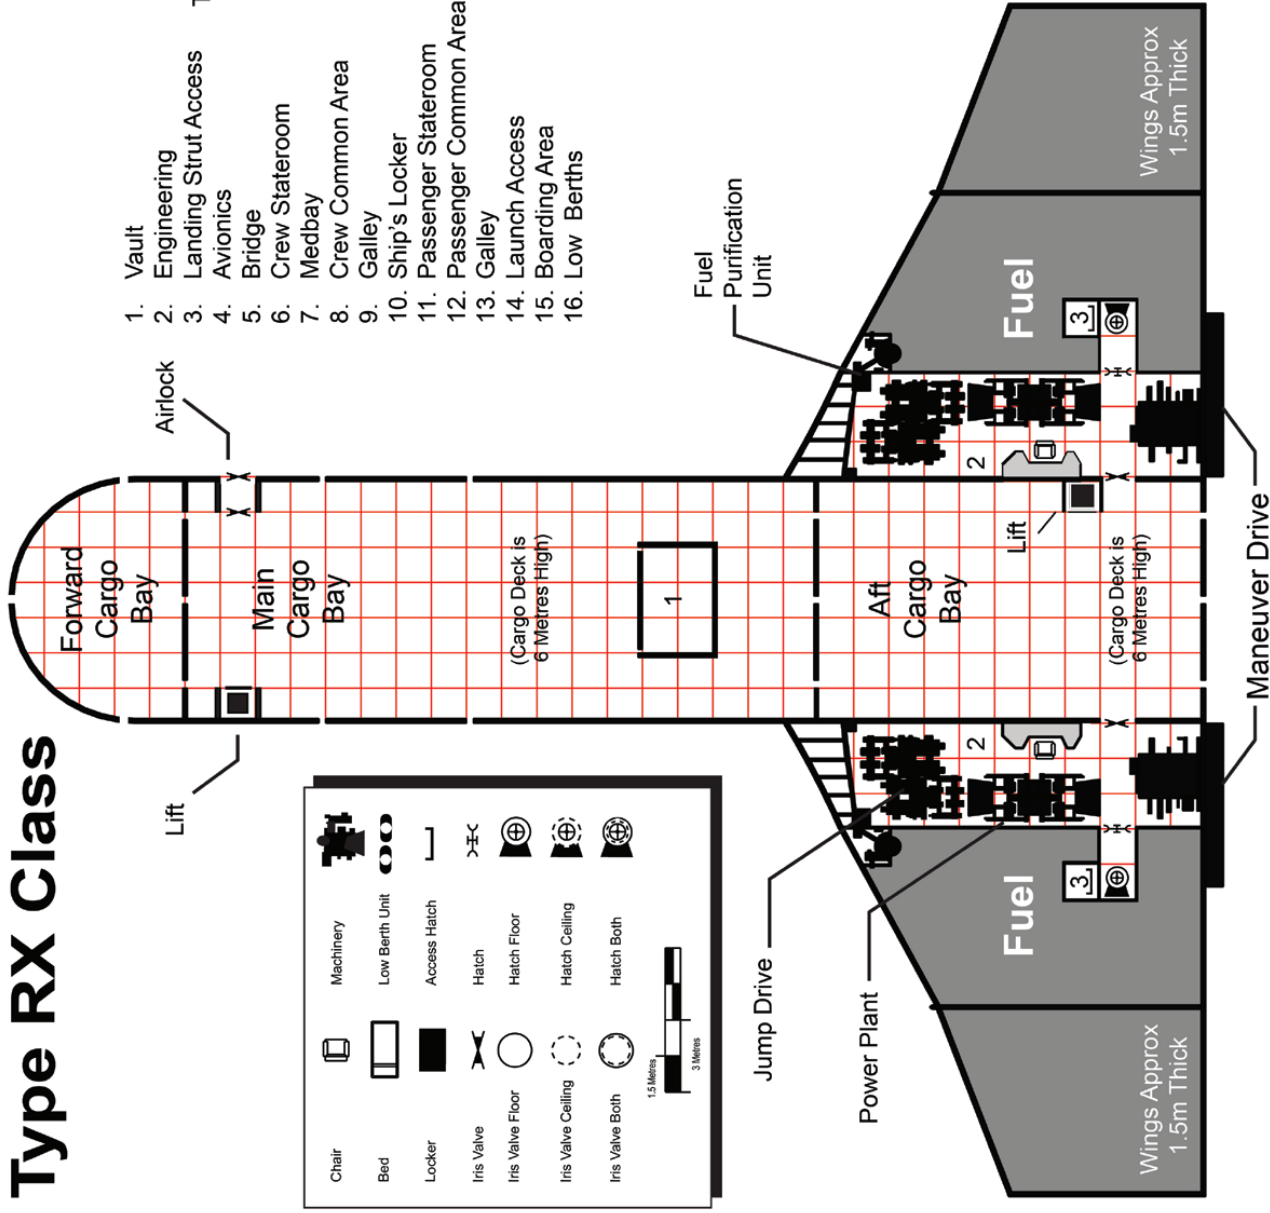 Type RX Class
1. Vault
2. Engineering
3. Landing Strut Access
4. Avionics
5. Bridge
6. Crew Stateroom
7. Medbay
8. Crew Common Area
9. Galley
10. Ship's Locker
11. Passenger Stateroom
12. Passenger Common Area
13. Galley
14. Launch Access
15. Boarding Area
16. Low Berths
T
Airlock
Lift
Forward
Cargo
Bay
Main
Cargo
Bay
(Cargo Deck is
6 Metres High)
1
Aft
Cargo
Bay
Lift
(Cargo Deck is
6 Metres High)
2
2
3
3
Fuel
Purification
Unit
Fuel
Fuel
Wings Approx
1.5m Thick
Wings Approx
1.5m Thick
Jump Drive
Power Plant
Maneuver Drive
Chair
Machinery
Bed
Low Berth Unit
Locker
Access Hatch
Iris Valve
Hatch
Iris Valve Floor
Hatch Floor
Iris Valve Ceiling
Hatch Ceiling
Iris Valve Both
Hatch Both
1.5 Metres
3 Metres